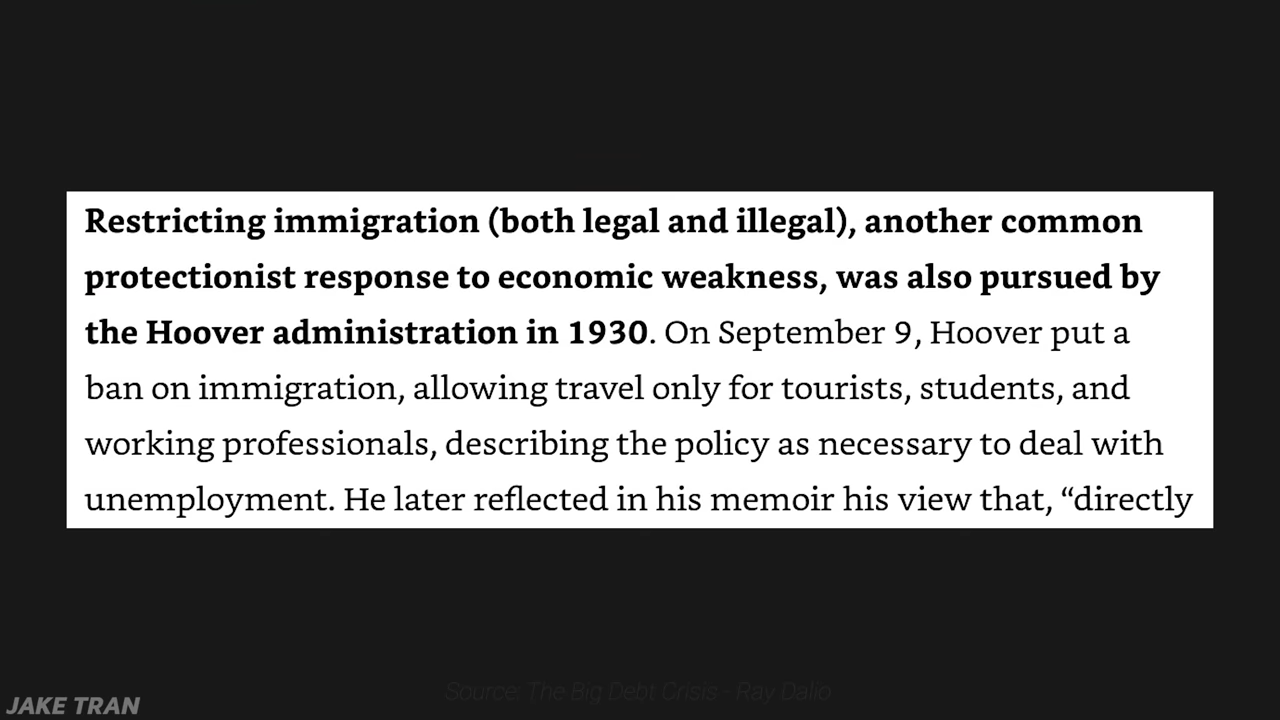 Restricting immigration (both legal and illegal), another common
protectionist response to economic weakness, was also pursued by
the Hoover administration in 1930. On September 9, Hoover put a
ban on immigration, allowing travel only for tourists, students, and
working professionals, describing the policy as necessary to deal with
unemployment. He later reflected in his memoir his view that, “directly
Source: The Big Debt Crisis - Ray Dalio
JAKE TRAN